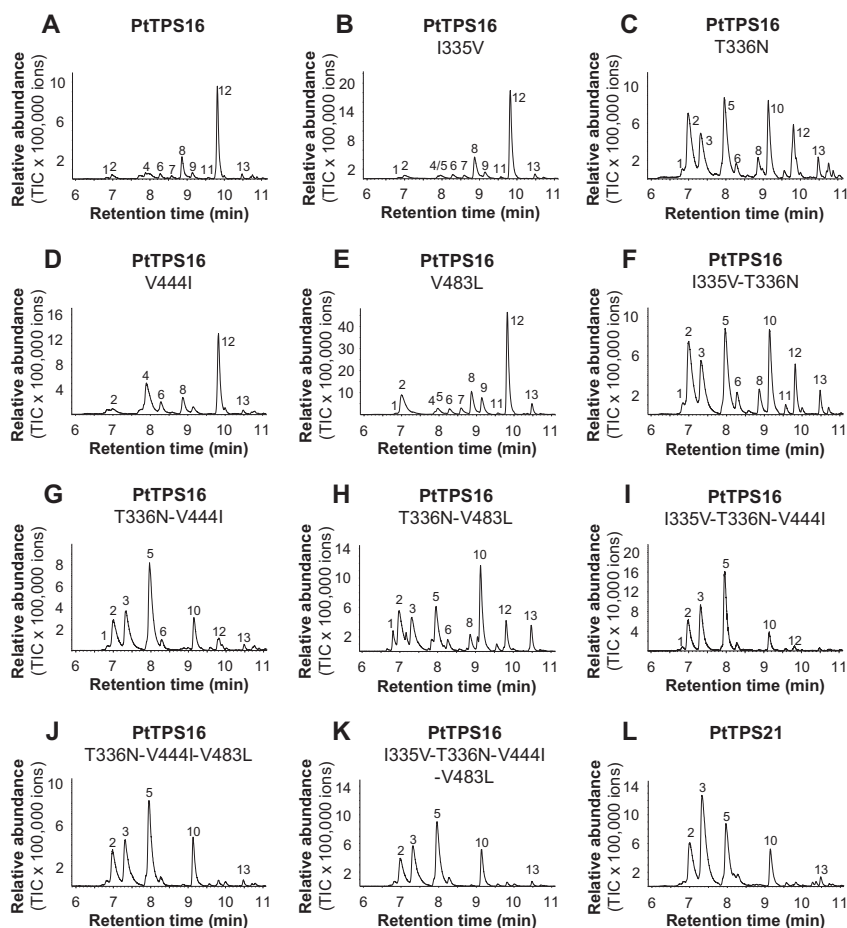 A
PtTPS16
Relative abundance
(TIC x 100,000 ions)
10
6
2
1 2 4 6 7 8 9 11 12 13
6 7 8 9 10 11
Retention time (min)
B
PtTPS16
I335V
Relative abundance
(TIC x 100,000 ions)
20
14
8
2
1 2 4/5 6 7 8 9 11 12 13
6 7 8 9 10 11
Retention time (min)
C
PtTPS16
T336N
Relative abundance
(TIC x 100,000 ions)
10
6
2
1 2 3 5 6 8 10 12 13
6 7 8 9 10 11
Retention time (min)
D
PtTPS16
V444I
Relative abundance
(TIC x 100,000 ions)
16
12
8
4
2 4 6 8 12 13
6 7 8 9 10 11
Retention time (min)
E
PtTPS16
V483L
Relative abundance
(TIC x 100,000 ions)
40
30
20
10
1 2 4 5 6 7 8 9 11 12 13
6 7 8 9 10 11
Retention time (min)
F
PtTPS16
I335V-T336N
Relative abundance
(TIC x 100,000 ions)
10
8
6
4
2
1 2 3 5 6 8 10 11 12 13
6 7 8 9 10 11
Retention time (min)
G
PtTPS16
T336N-V444I
Relative abundance
(TIC x 100,000 ions)
8
6
4
2
1 2 3 5 6 10 12 13
6 7 8 9 10 11
Retention time (min)
H
PtTPS16
T336N-V483L
Relative abundance
(TIC x 100,000 ions)
14
10
6
2
1 2 3 5 6 8 10 12 13
6 7 8 9 10 11
Retention time (min)
I
PtTPS16
I335V-T336N-V444I
Relative abundance
(TIC x 10,000 ions)
20
14
8
2
1 2 3 5 10 12
6 7 8 9 10 11
Retention time (min)
J
PtTPS16
T336N-V444I-V483L
Relative abundance
(TIC x 100,000 ions)
10
6
2
2 3 5 10 13
6 7 8 9 10 11
Retention time (min)
K
PtTPS16
I335V-T336N-V444I
-V483L
Relative abundance
(TIC x 100,000 ions)
10
8
6
4
2
2 3 5 10 13
6 7 8 9 10 11
Retention time (min)
L
PtTPS21
Relative abundance
(TIC x 100,000 ions)
14
10
6
2
2 3 5 10 13
6 7 8 9 10 11
Retention time (min)